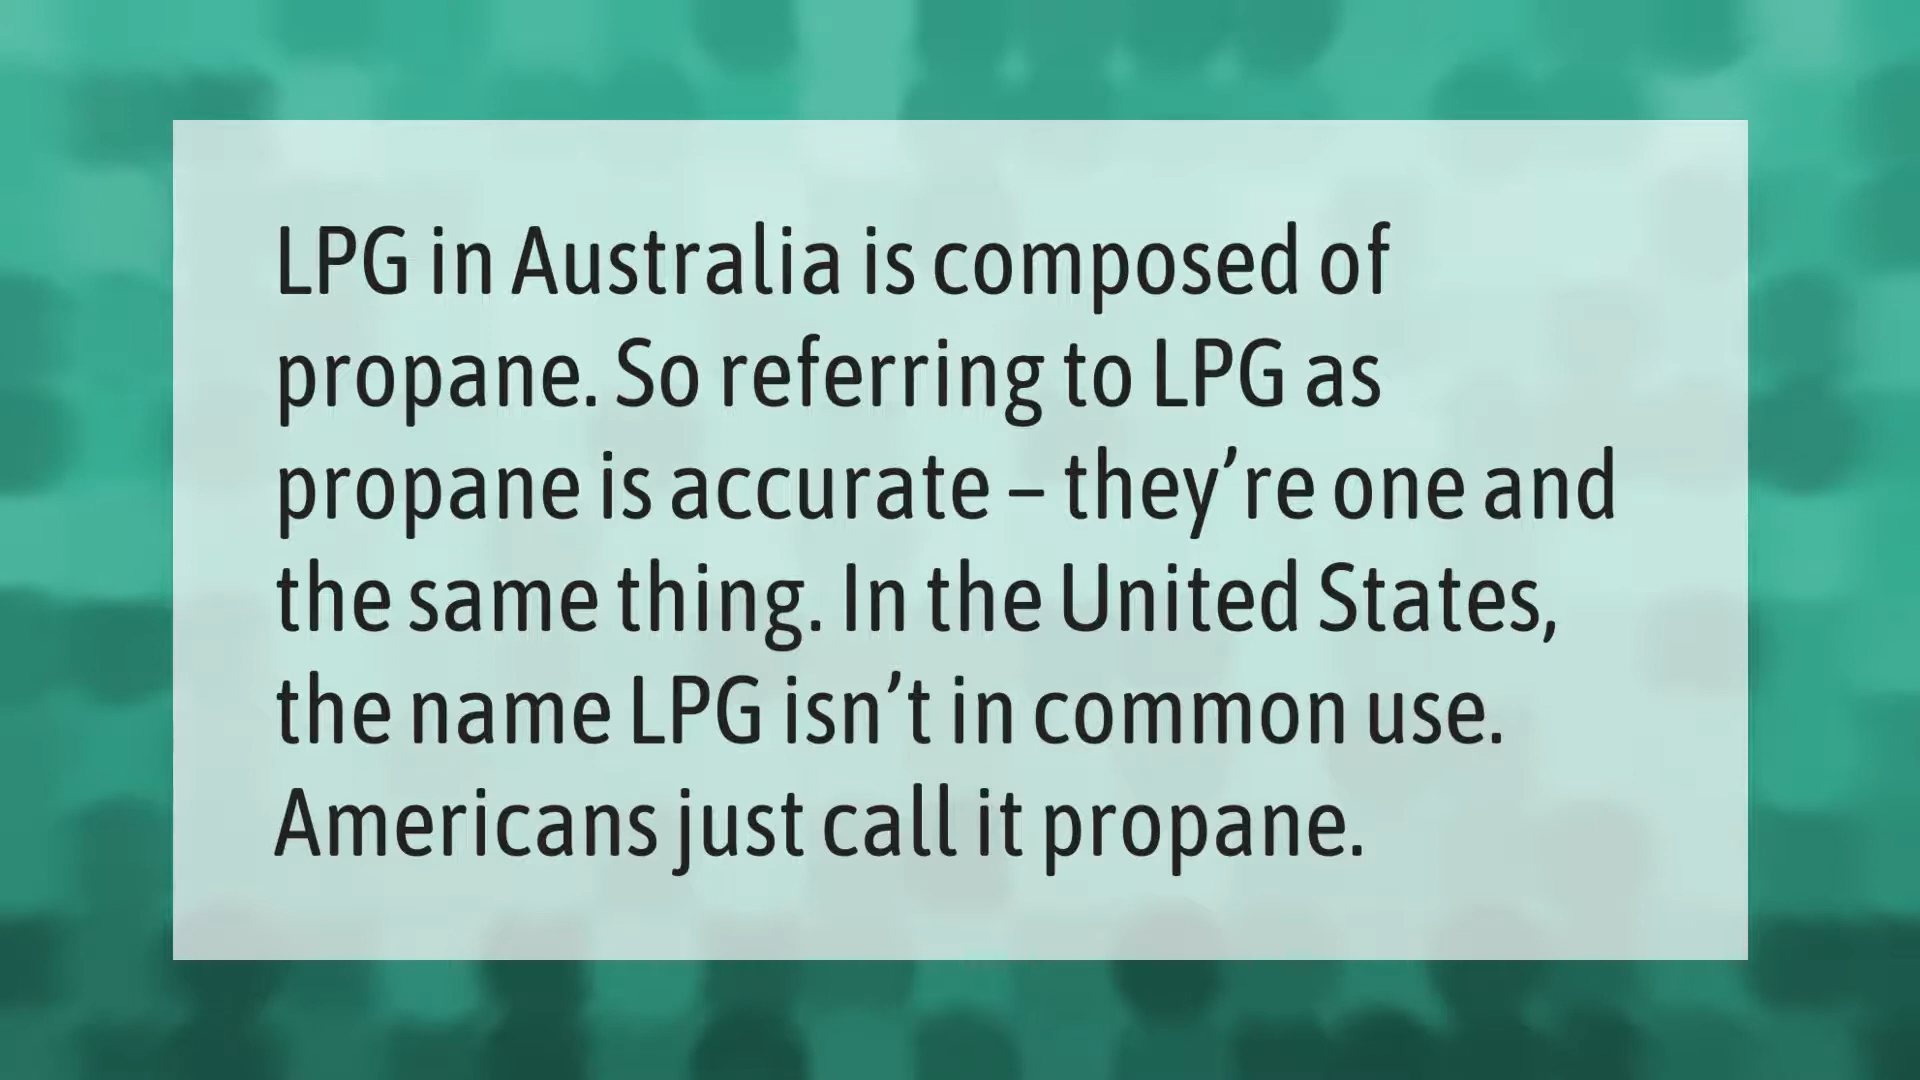 LPG in Australia is composed of
propane. So referring to LPG as
propane is accurate – they’re one and
the same thing. In the United States,
the name LPG isn’t in common use.
Americans just call it propane.